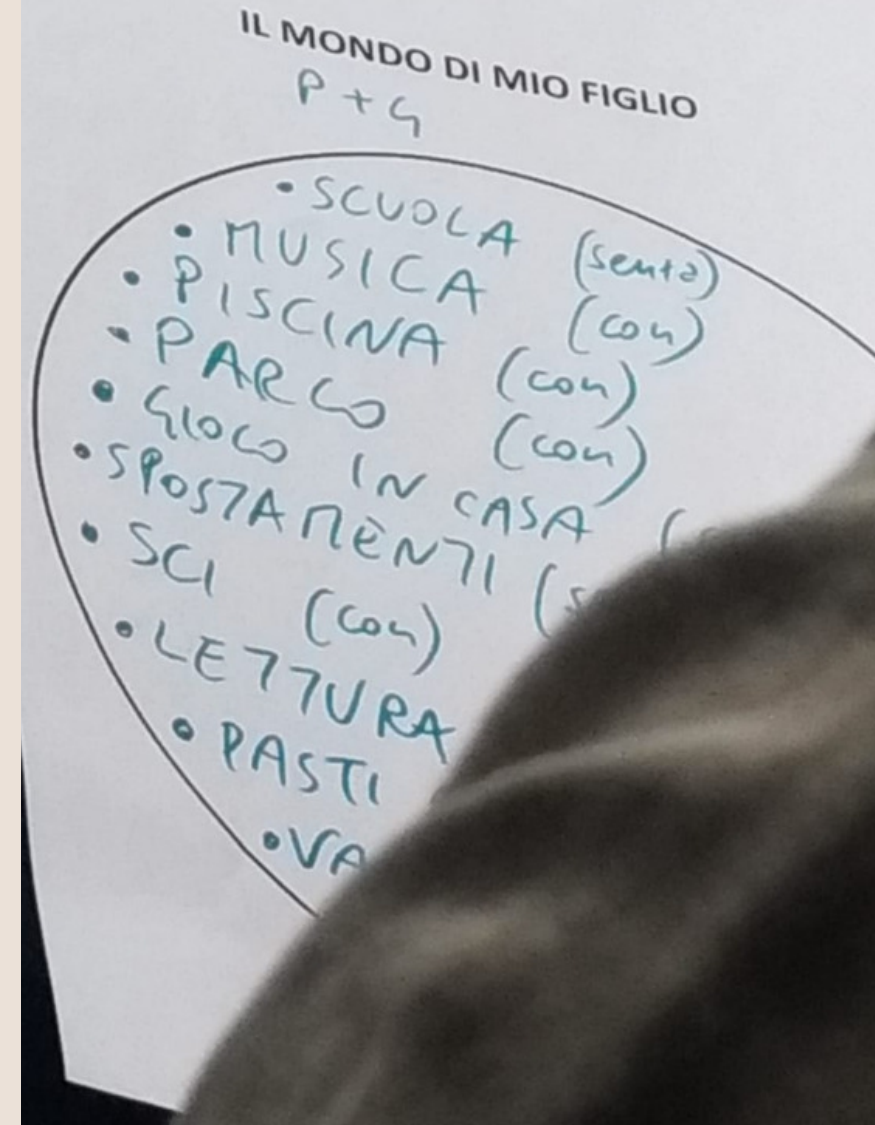 IL MONDO DI MIO FIGLIO
P + G
• SCUOLA (senza)
• MUSICA (con)
• PISCINA (con)
• PARCO (con)
• GIOCO IN CASA (
• SPOSTAMENTI (s
• SCI (con)
• LETTURA
• PASTI
• VA